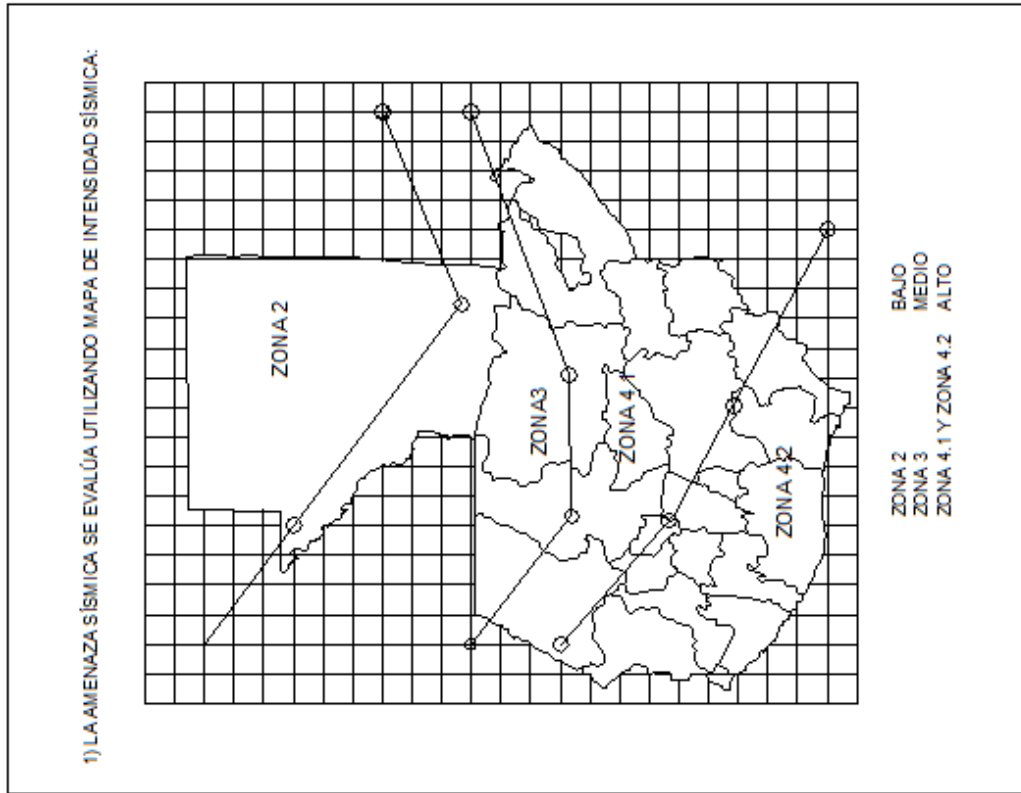 1) LA AMENAZA SÍSMICA SE EVALÚA UTILIZANDO MAPA DE INTENSIDAD SÍSMICA:
ZONA 2
ZONA3
ZONA 4.1
ZONA 4.2
ZONA 2 BAJO
ZONA 3 MEDIO
ZONA 4.1 Y ZONA 4.2 ALTO